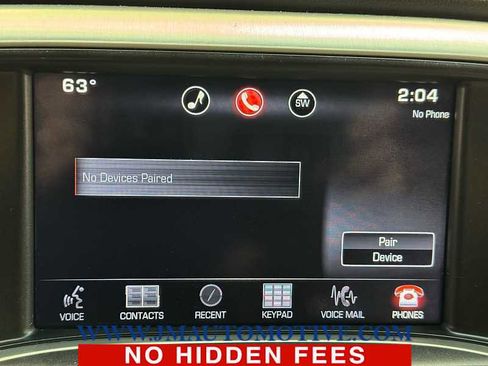 63°
SW
2:04
No Phone
No Devices Paired
Pair
Device
VOICE
CONTACTS
RECENT
KEYPAD
VOICE MAIL
PHONES
WWW.JMAUTOMOTIVE.COM
NO HIDDEN FEES